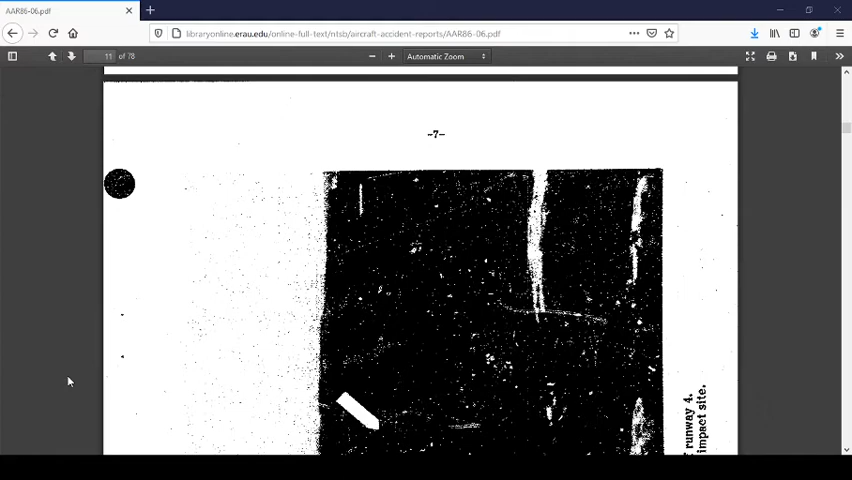 AAR86-06.pdf
libraryonline.erau.edu/online-full-text/ntsb/aircraft-accident-reports/AAR86-06.pdf
11 of 78
Automatic Zoom
-7-
runway 4.
impact site.